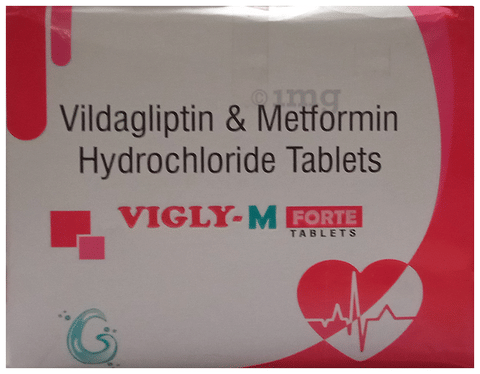 ©1mg
Vildagliptin & Metformin
Hydrochloride Tablets
VIGLY-M FORTE
TABLETS